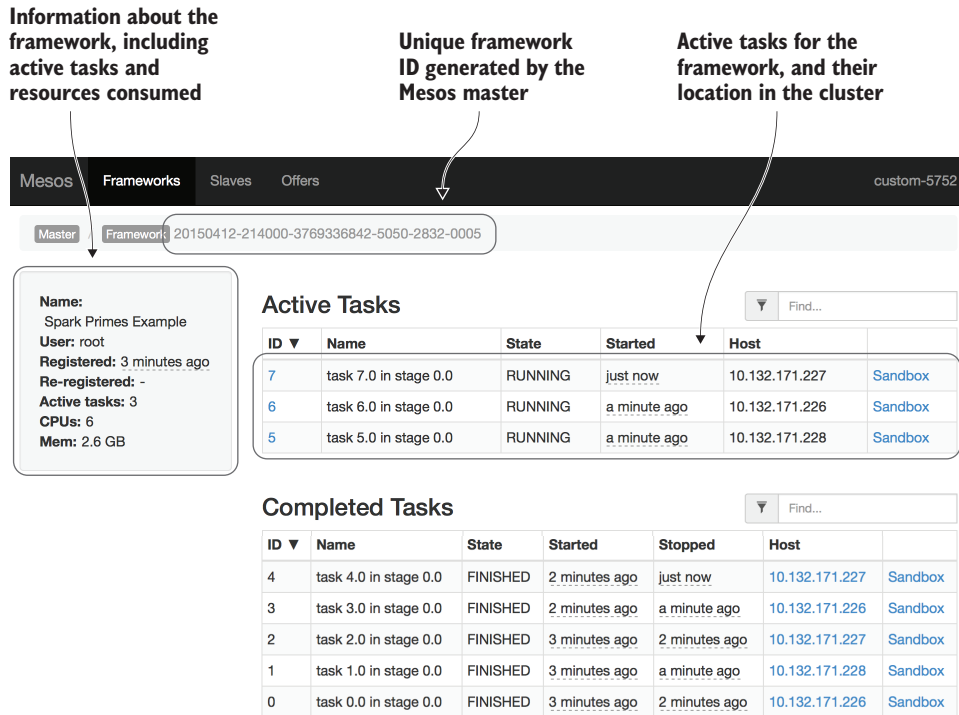 Information about the
framework, including
active tasks and
resources consumed
Unique framework
ID generated by the
Mesos master
Active tasks for the
framework, and their
location in the cluster
Mesos Frameworks Slaves Offers custom-5752
Master / Framework 20150412-214000-3769336842-5050-2832-0005
Name:
Spark Primes Example
User: root
Registered: 3 minutes ago
Re-registered: -
Active tasks: 3
CPUs: 6
Mem: 2.6 GB
Active Tasks Find...
ID ▼ Name State Started Host
7 task 7.0 in stage 0.0 RUNNING just now 10.132.171.227 Sandbox
6 task 6.0 in stage 0.0 RUNNING a minute ago 10.132.171.226 Sandbox
5 task 5.0 in stage 0.0 RUNNING a minute ago 10.132.171.228 Sandbox
Completed Tasks Find...
ID ▼ Name State Started Stopped Host
4 task 4.0 in stage 0.0 FINISHED 2 minutes ago just now 10.132.171.227 Sandbox
3 task 3.0 in stage 0.0 FINISHED 2 minutes ago a minute ago 10.132.171.226 Sandbox
2 task 2.0 in stage 0.0 FINISHED 3 minutes ago 2 minutes ago 10.132.171.227 Sandbox
1 task 1.0 in stage 0.0 FINISHED 3 minutes ago a minute ago 10.132.171.228 Sandbox
0 task 0.0 in stage 0.0 FINISHED 3 minutes ago 2 minutes ago 10.132.171.226 Sandbox